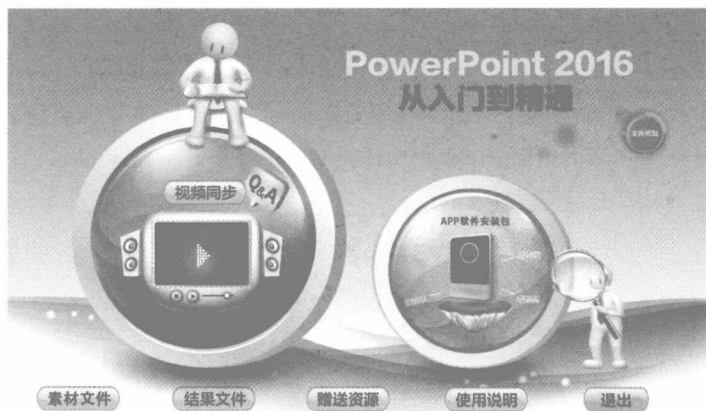 PowerPoint 2016
从入门到精通
视频同步
Q&A
APP软件安装包
素材文件
结果文件
赠送资源
使用说明
退出